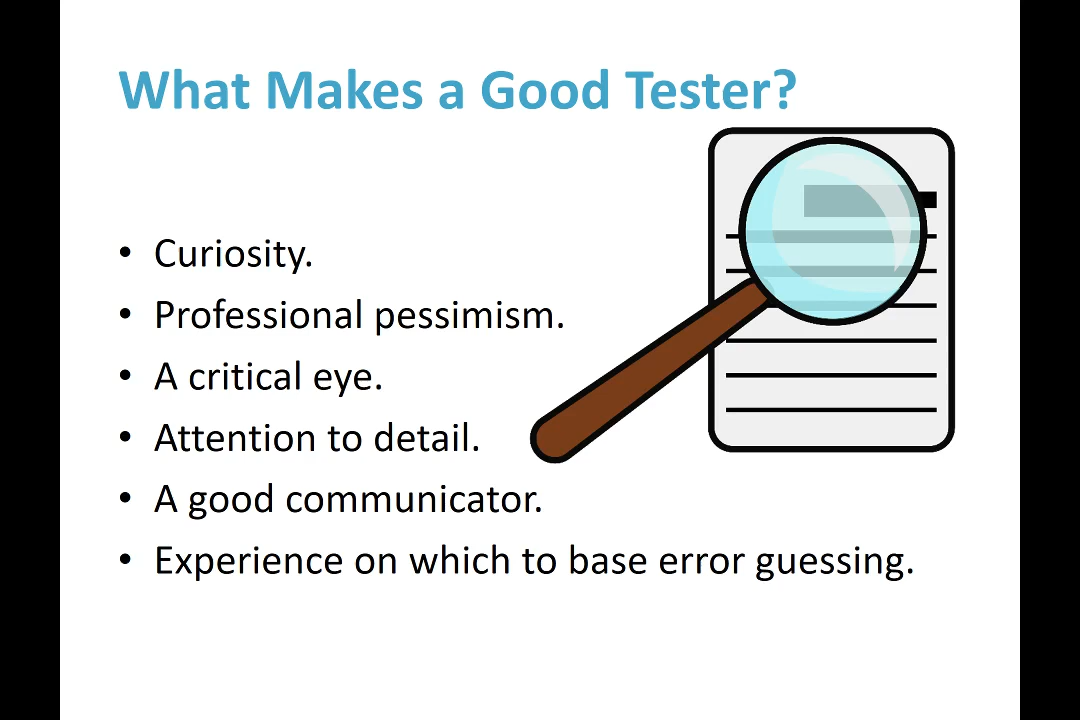 What Makes a Good Tester?
• Curiosity.
• Professional pessimism.
• A critical eye.
• Attention to detail.
• A good communicator.
• Experience on which to base error guessing.